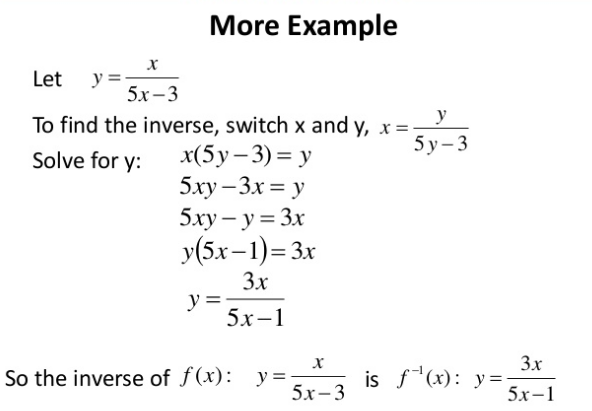 More Example
Let y = x/(5x−3)
To find the inverse, switch x and y, x = y/(5y−3)
Solve for y: x(5y−3) = y
5xy−3x = y
5xy−y = 3x
y(5x−1) = 3x
y = 3x/(5x−1)
So the inverse of f(x): y = x/(5x−3) is f⁻¹(x): y = 3x/(5x−1)